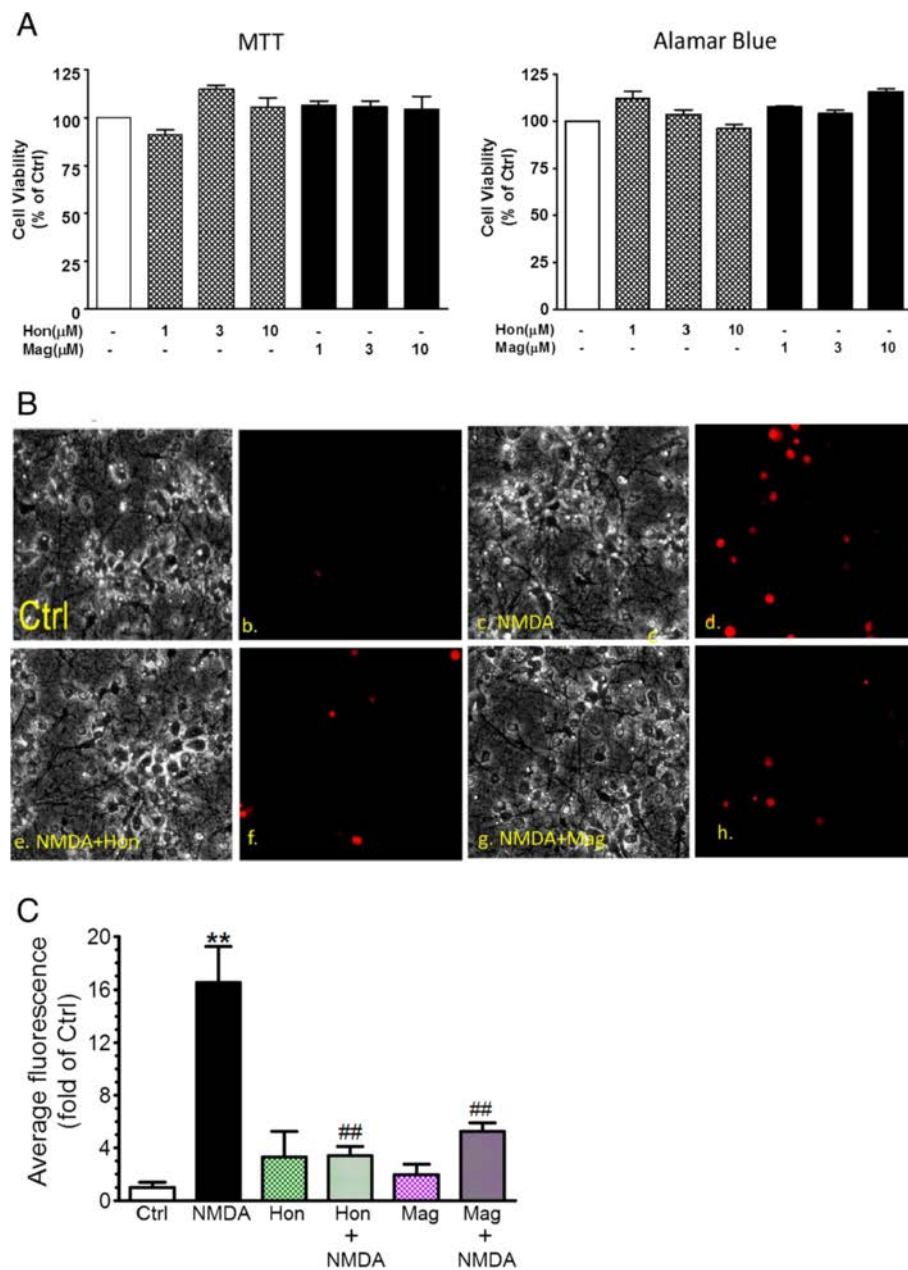 A
MTT
Alamar Blue
Cell Viability
(% of Ctrl)
125
100
75
50
25
0
Hon(μM) - 1 3 10 - - -
Mag(μM) - - - - 1 3 10
Cell Viability
(% of Ctrl)
125
100
75
50
25
0
Hon(μM) - 1 3 10 - - -
Mag(μM) - - - - 1 3 10
B
Ctrl
b.
c. NMDA
c
d.
e. NMDA+Hon
f.
g. NMDA+Mag
h.
C
Average fluorescence
(fold of Ctrl)
20
16
12
8
4
0
**
##
##
Ctrl NMDA Hon Hon Mag Mag
+ +
NMDA NMDA